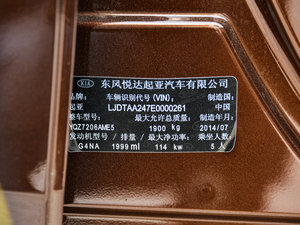 KIA 东风悦达起亚汽车有限公司
品牌： 车辆识别代号（VIN）： 制造国：
起亚 LJDTAA247E0000261 中国
整车型号： 最大允许总质量： 制造年月：
YQZ7206AME5 1900 kg 2014/07
发动机型号 / 排量 / 最大净功率： 乘坐人数：
G4NA 1999 ml 114 kw 5 人